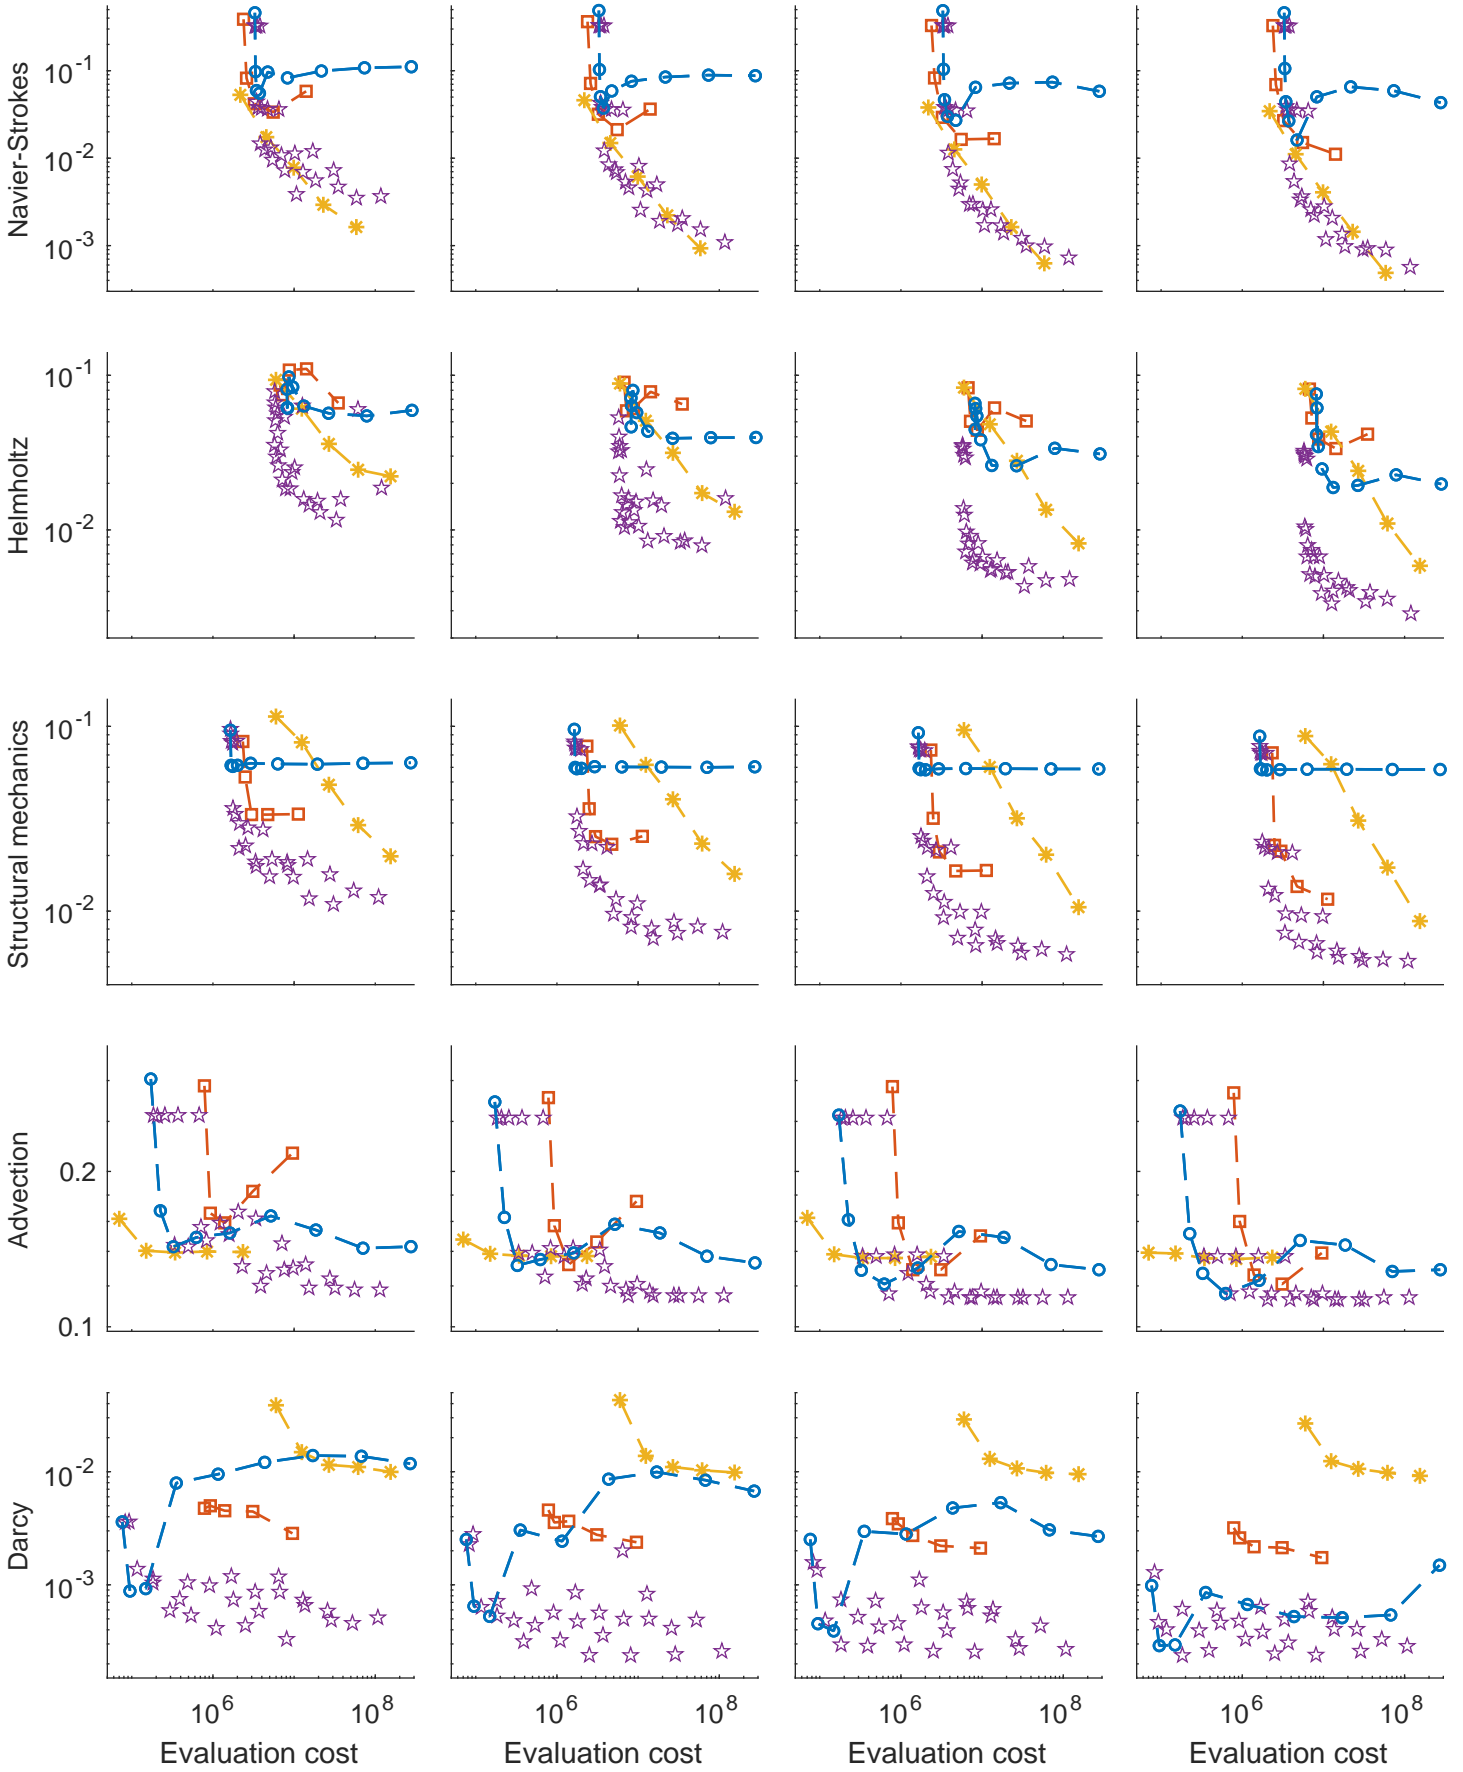 Navier-Strokes
10^-1
10^-2
10^-3
Helmholtz
10^-1
10^-2
Structural mechanics
10^-1
10^-2
Advection
0.2
0.1
Darcy
10^-2
10^-3
10^6 10^8 10^6 10^8 10^6 10^8 10^6 10^8
Evaluation cost Evaluation cost Evaluation cost Evaluation cost